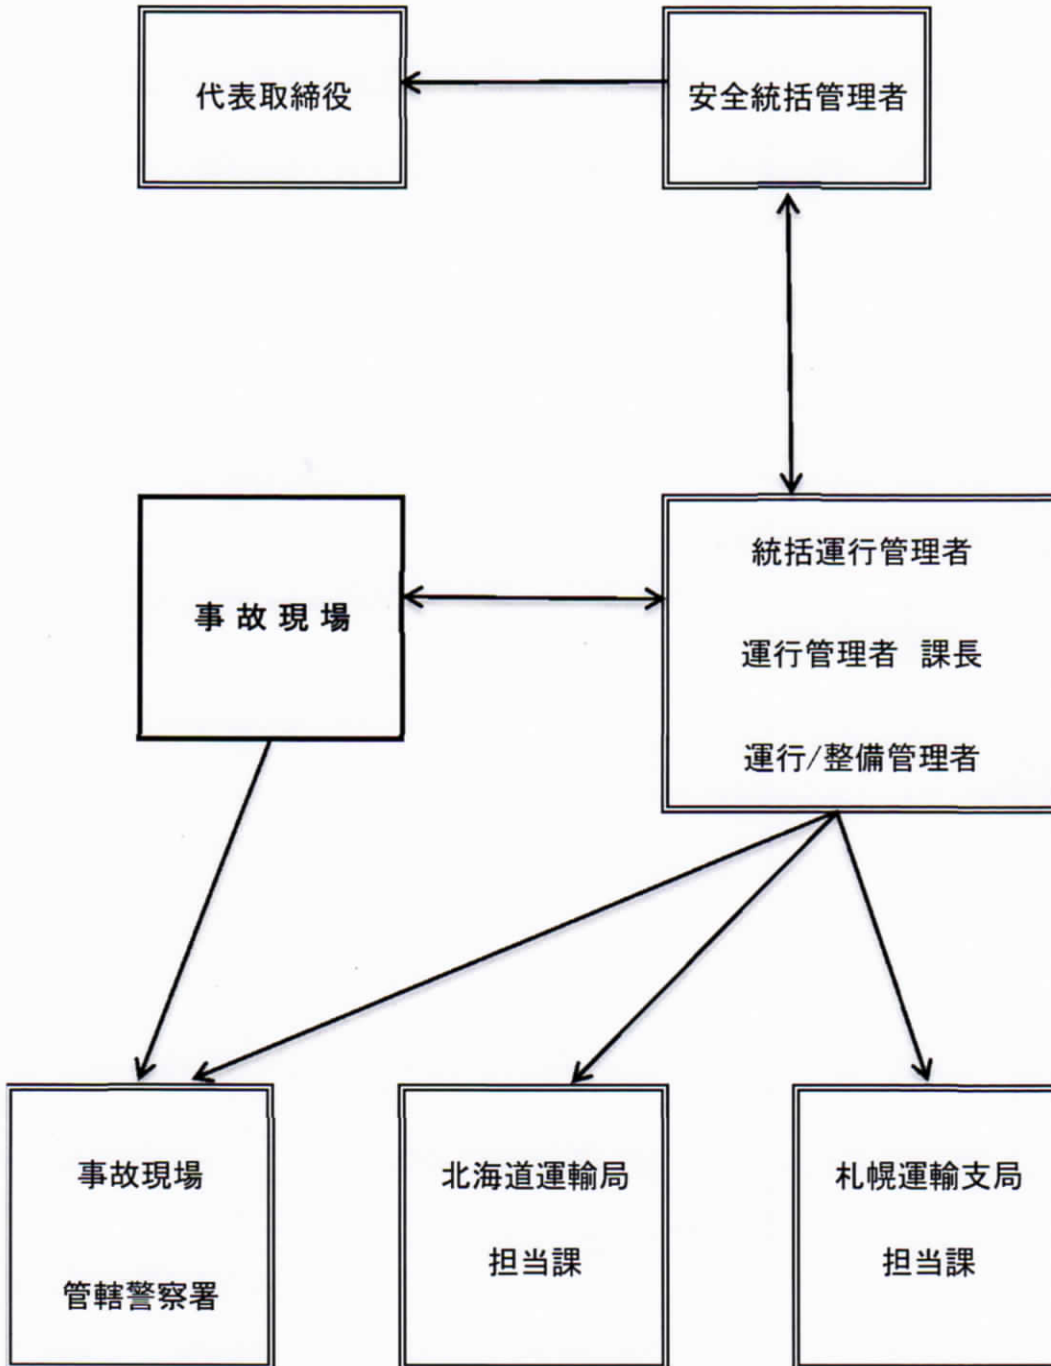 代表取締役
安全統括管理者
事故現場
統括運行管理者
運行管理者 課長
運行/整備管理者
事故現場
管轄警察署
北海道運輸局
担当課
札幌運輸支局
担当課